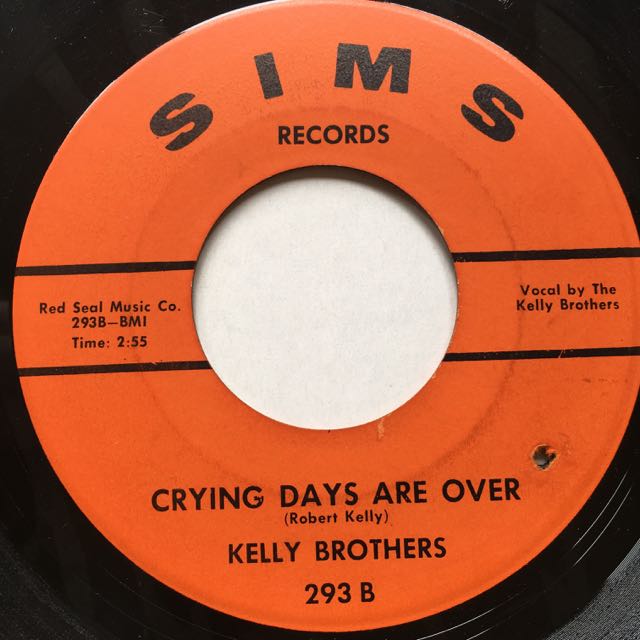 SIMS
RECORDS
Red Seal Music Co.
293B—BMI
Time: 2:55
Vocal by The
Kelly Brothers
CRYING DAYS ARE OVER
(Robert Kelly)
KELLY BROTHERS
293 B